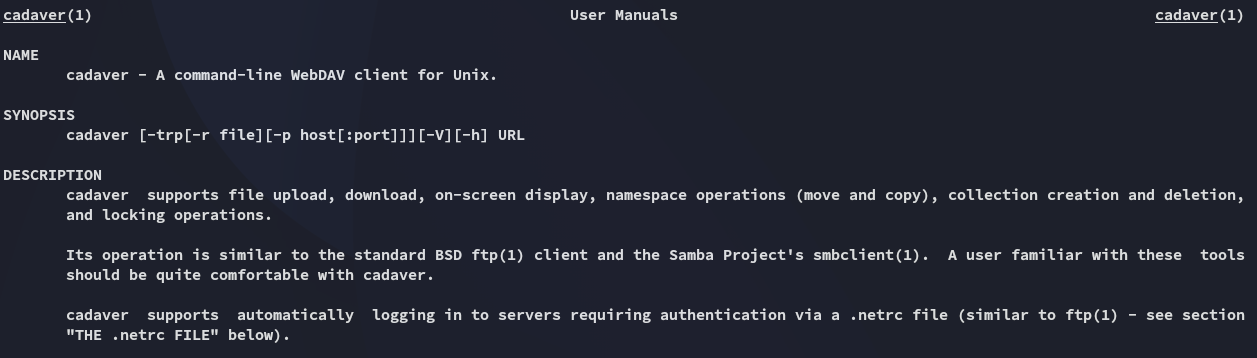 cadaver(1) User Manuals cadaver(1)
NAME
cadaver - A command-line WebDAV client for Unix.
SYNOPSIS
cadaver [-trp[-r file][-p host[:port]]][-V][-h] URL
DESCRIPTION
cadaver  supports file upload, download, on-screen display, namespace operations (move and copy), collection creation and deletion,
and locking operations.
Its operation is similar to the standard BSD ftp(1) client and the Samba Project's smbclient(1).  A user familiar with these  tools
should be quite comfortable with cadaver.
cadaver  supports  automatically  logging in to servers requiring authentication via a .netrc file (similar to ftp(1) - see section
"THE .netrc FILE" below).